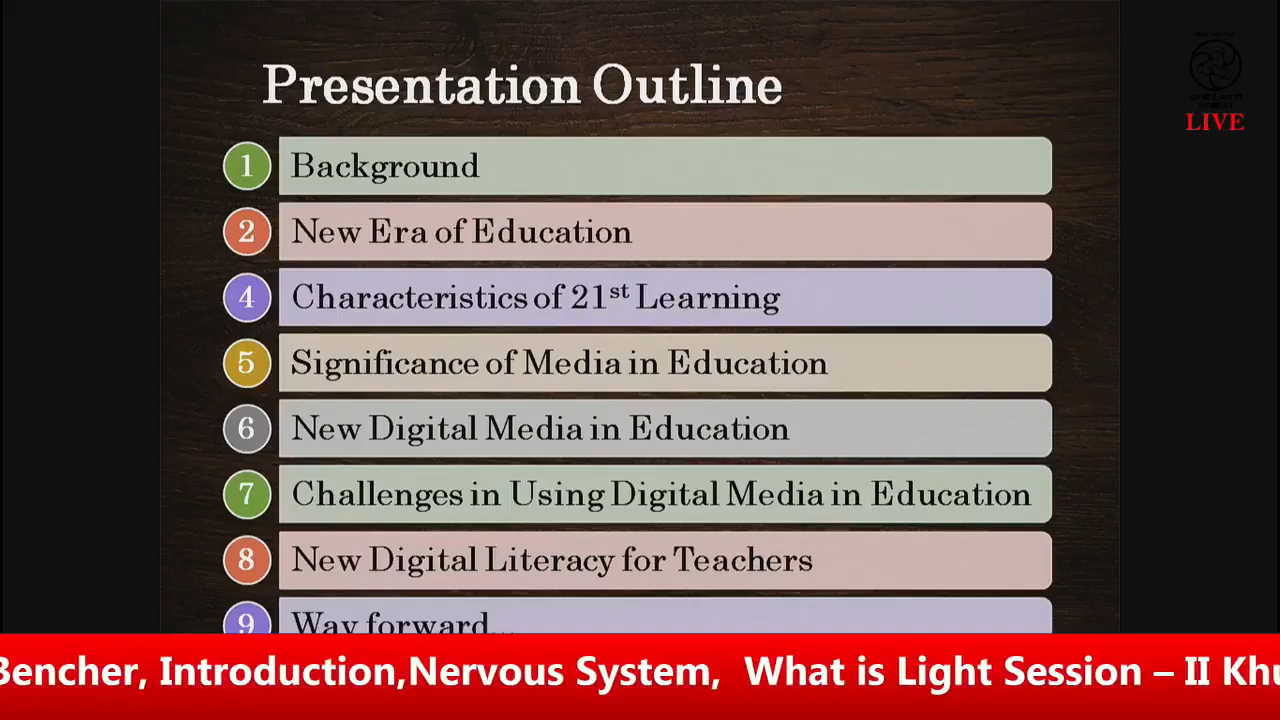 Presentation Outline
LIVE
1 Background
2 New Era of Education
4 Characteristics of 21st Learning
5 Significance of Media in Education
6 New Digital Media in Education
7 Challenges in Using Digital Media in Education
8 New Digital Literacy for Teachers
9 Way forward...
Bencher, Introduction,Nervous System, What is Light Session – II Khu